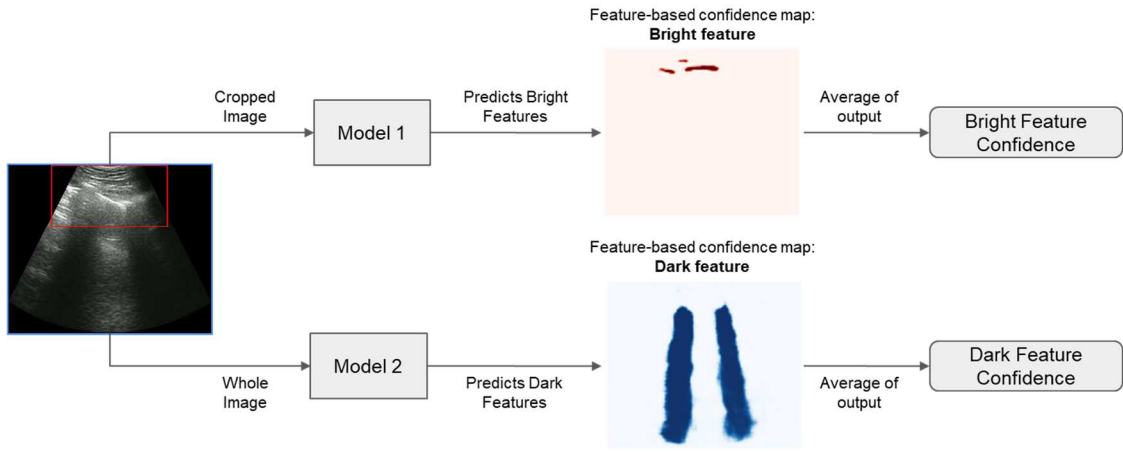 Feature-based confidence map:
Bright feature
Cropped
Image
Model 1
Predicts Bright
Features
Average of
output
Bright Feature
Confidence
Feature-based confidence map:
Dark feature
Whole
Image
Model 2
Predicts Dark
Features
Average of
output
Dark Feature
Confidence